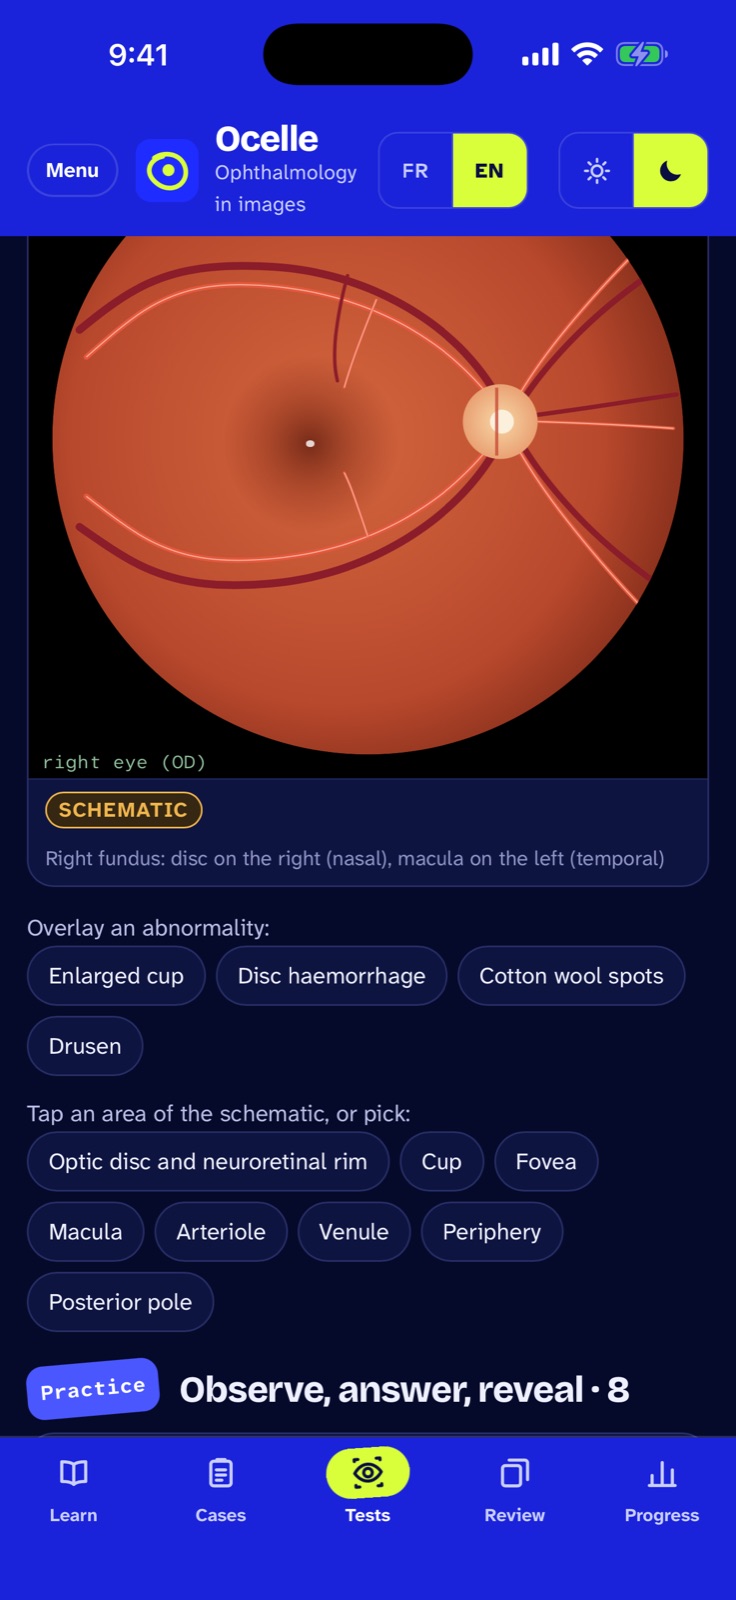 9:41
Menu
Ocelle
Ophthalmology
in images
FR
EN
right eye (OD)
SCHEMATIC
Right fundus: disc on the right (nasal), macula on the left (temporal)
Overlay an abnormality:
Enlarged cup
Disc haemorrhage
Cotton wool spots
Drusen
Tap an area of the schematic, or pick:
Optic disc and neuroretinal rim
Cup
Fovea
Macula
Arteriole
Venule
Periphery
Posterior pole
Practice
Observe, answer, reveal · 8
Learn
Cases
Tests
Review
Progress